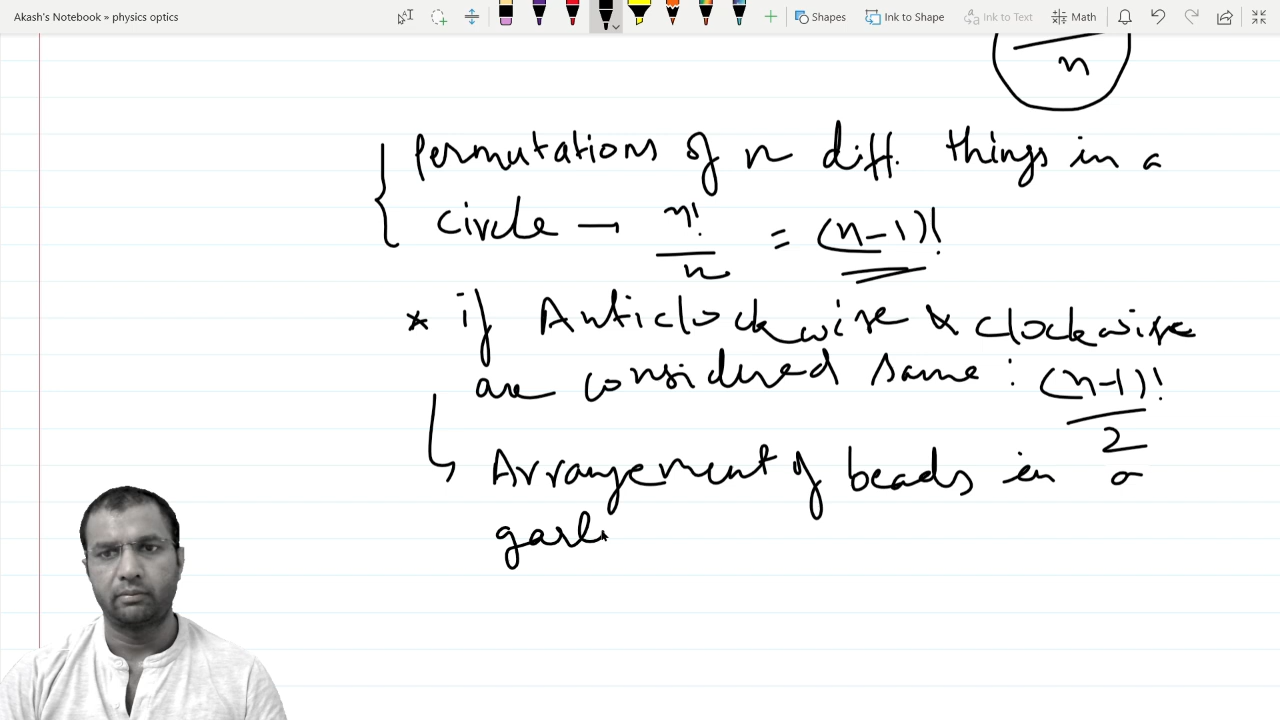 Akash's Notebook » physics optics
Shapes
Ink to Shape
Ink to Text
Math
n
Permutations of n diff. things in a
circle → n!/n = (n-1)!
* if Anticlockwise & clockwise
are considered same : (n-1)!/2
↳ Arrangement of beads in a
garl